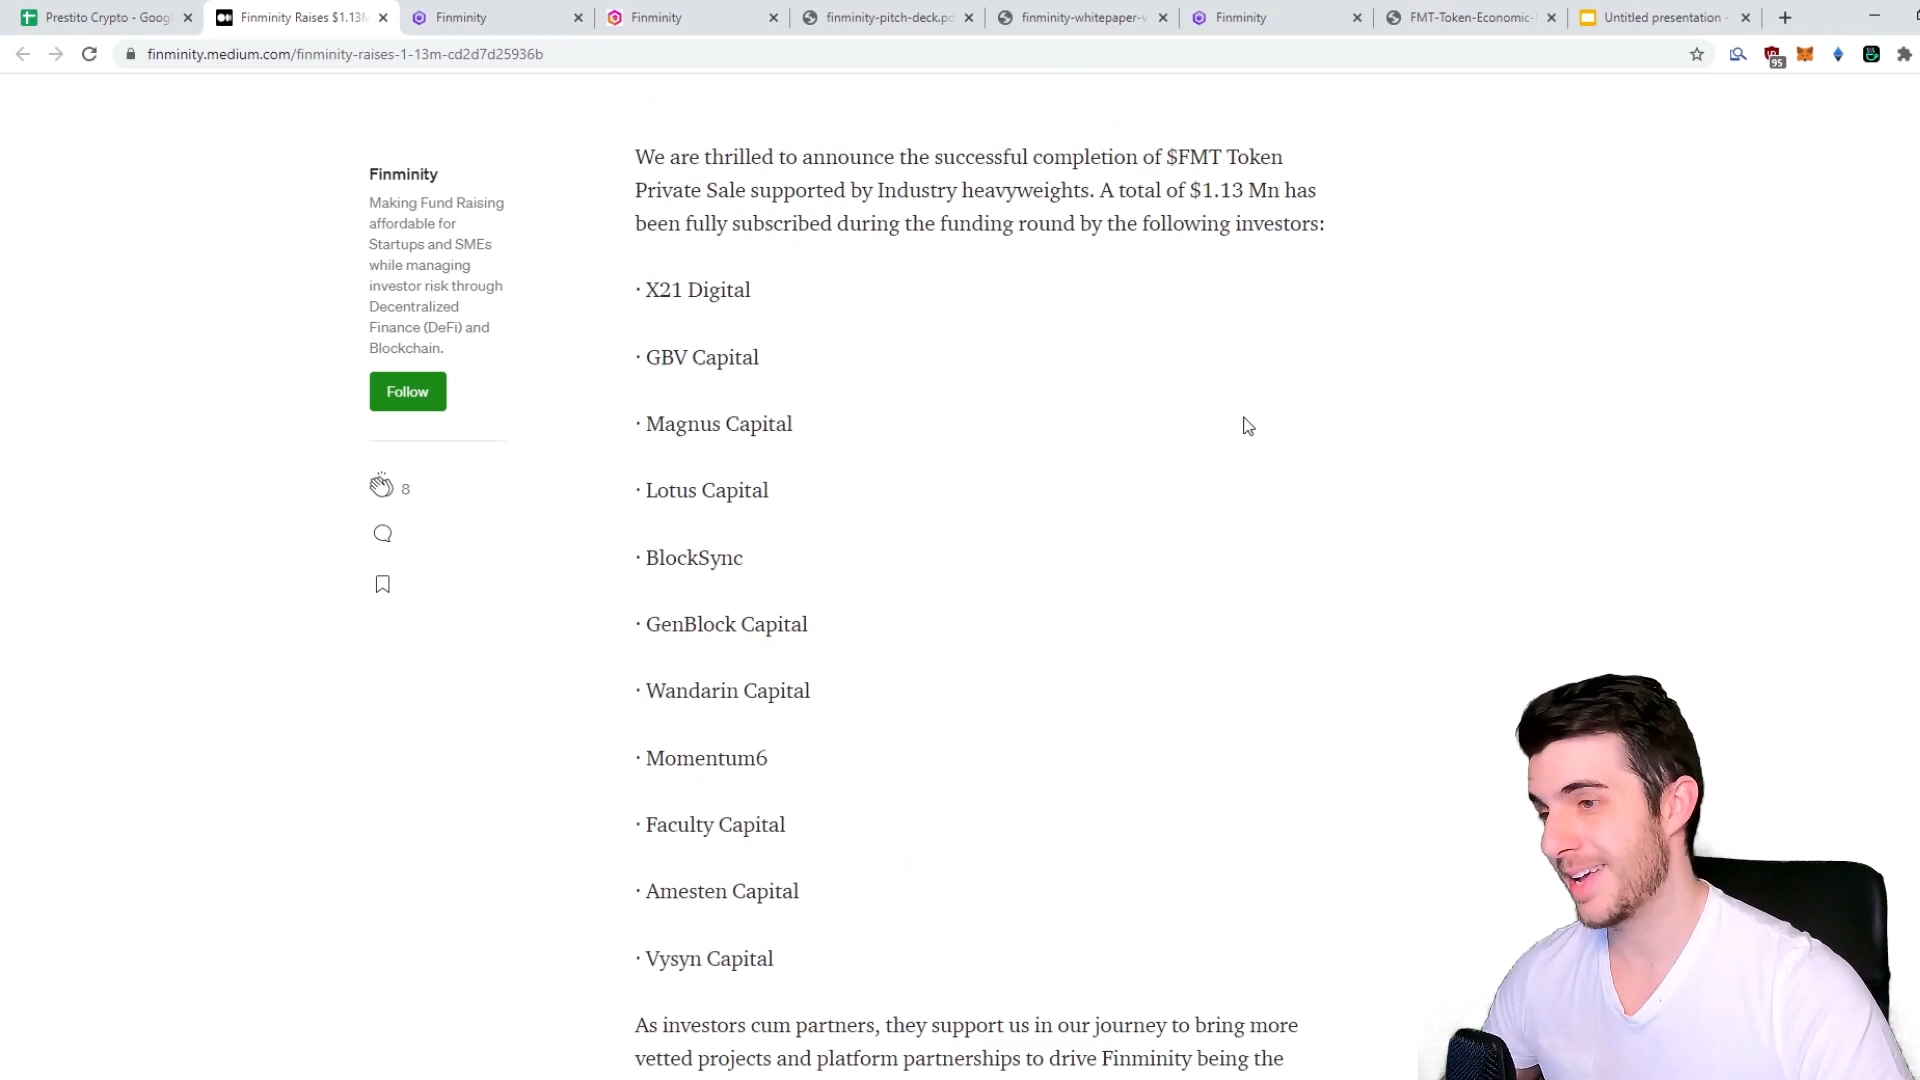 Prestito Crypto - Goog
Finminity Raises $1.13M
Finminity
Finminity
finminity-pitch-deck.pd
finminity-whitepaper-v
Finminity
FMT-Token-Economic-
Untitled presentation -
finminity.medium.com/finminity-raises-1-13m-cd2d7d25936b
95
Finminity
Making Fund Raising
affordable for
Startups and SMEs
while managing
investor risk through
Decentralized
Finance (DeFi) and
Blockchain.
Follow
8
We are thrilled to announce the successful completion of $FMT Token
Private Sale supported by Industry heavyweights. A total of $1.13 Mn has
been fully subscribed during the funding round by the following investors:
· X21 Digital
· GBV Capital
· Magnus Capital
· Lotus Capital
· BlockSync
· GenBlock Capital
· Wandarin Capital
· Momentum6
· Faculty Capital
· Amesten Capital
· Vysyn Capital
As investors cum partners, they support us in our journey to bring more
vetted projects and platform partnerships to drive Finminity being the